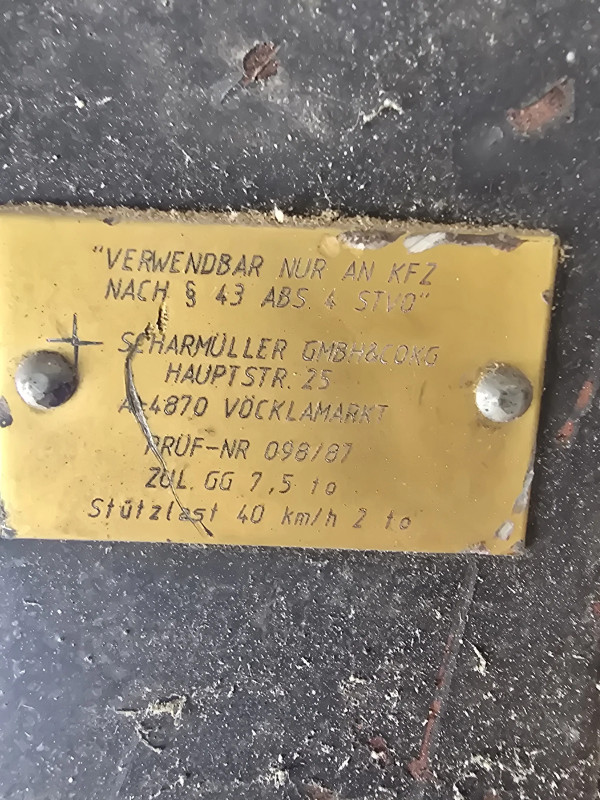 "VERWENDBAR NUR AN KFZ
NACH § 43 ABS. 4 STVO"
SCHARMÜLLER GMBH&COKG
HAUPTSTR. 25
A-4870 VÖCKLAMARKT
PRÜF-NR 098/87
ZUL. GG 7,5 to
Stützlast 40 km/h 2 to